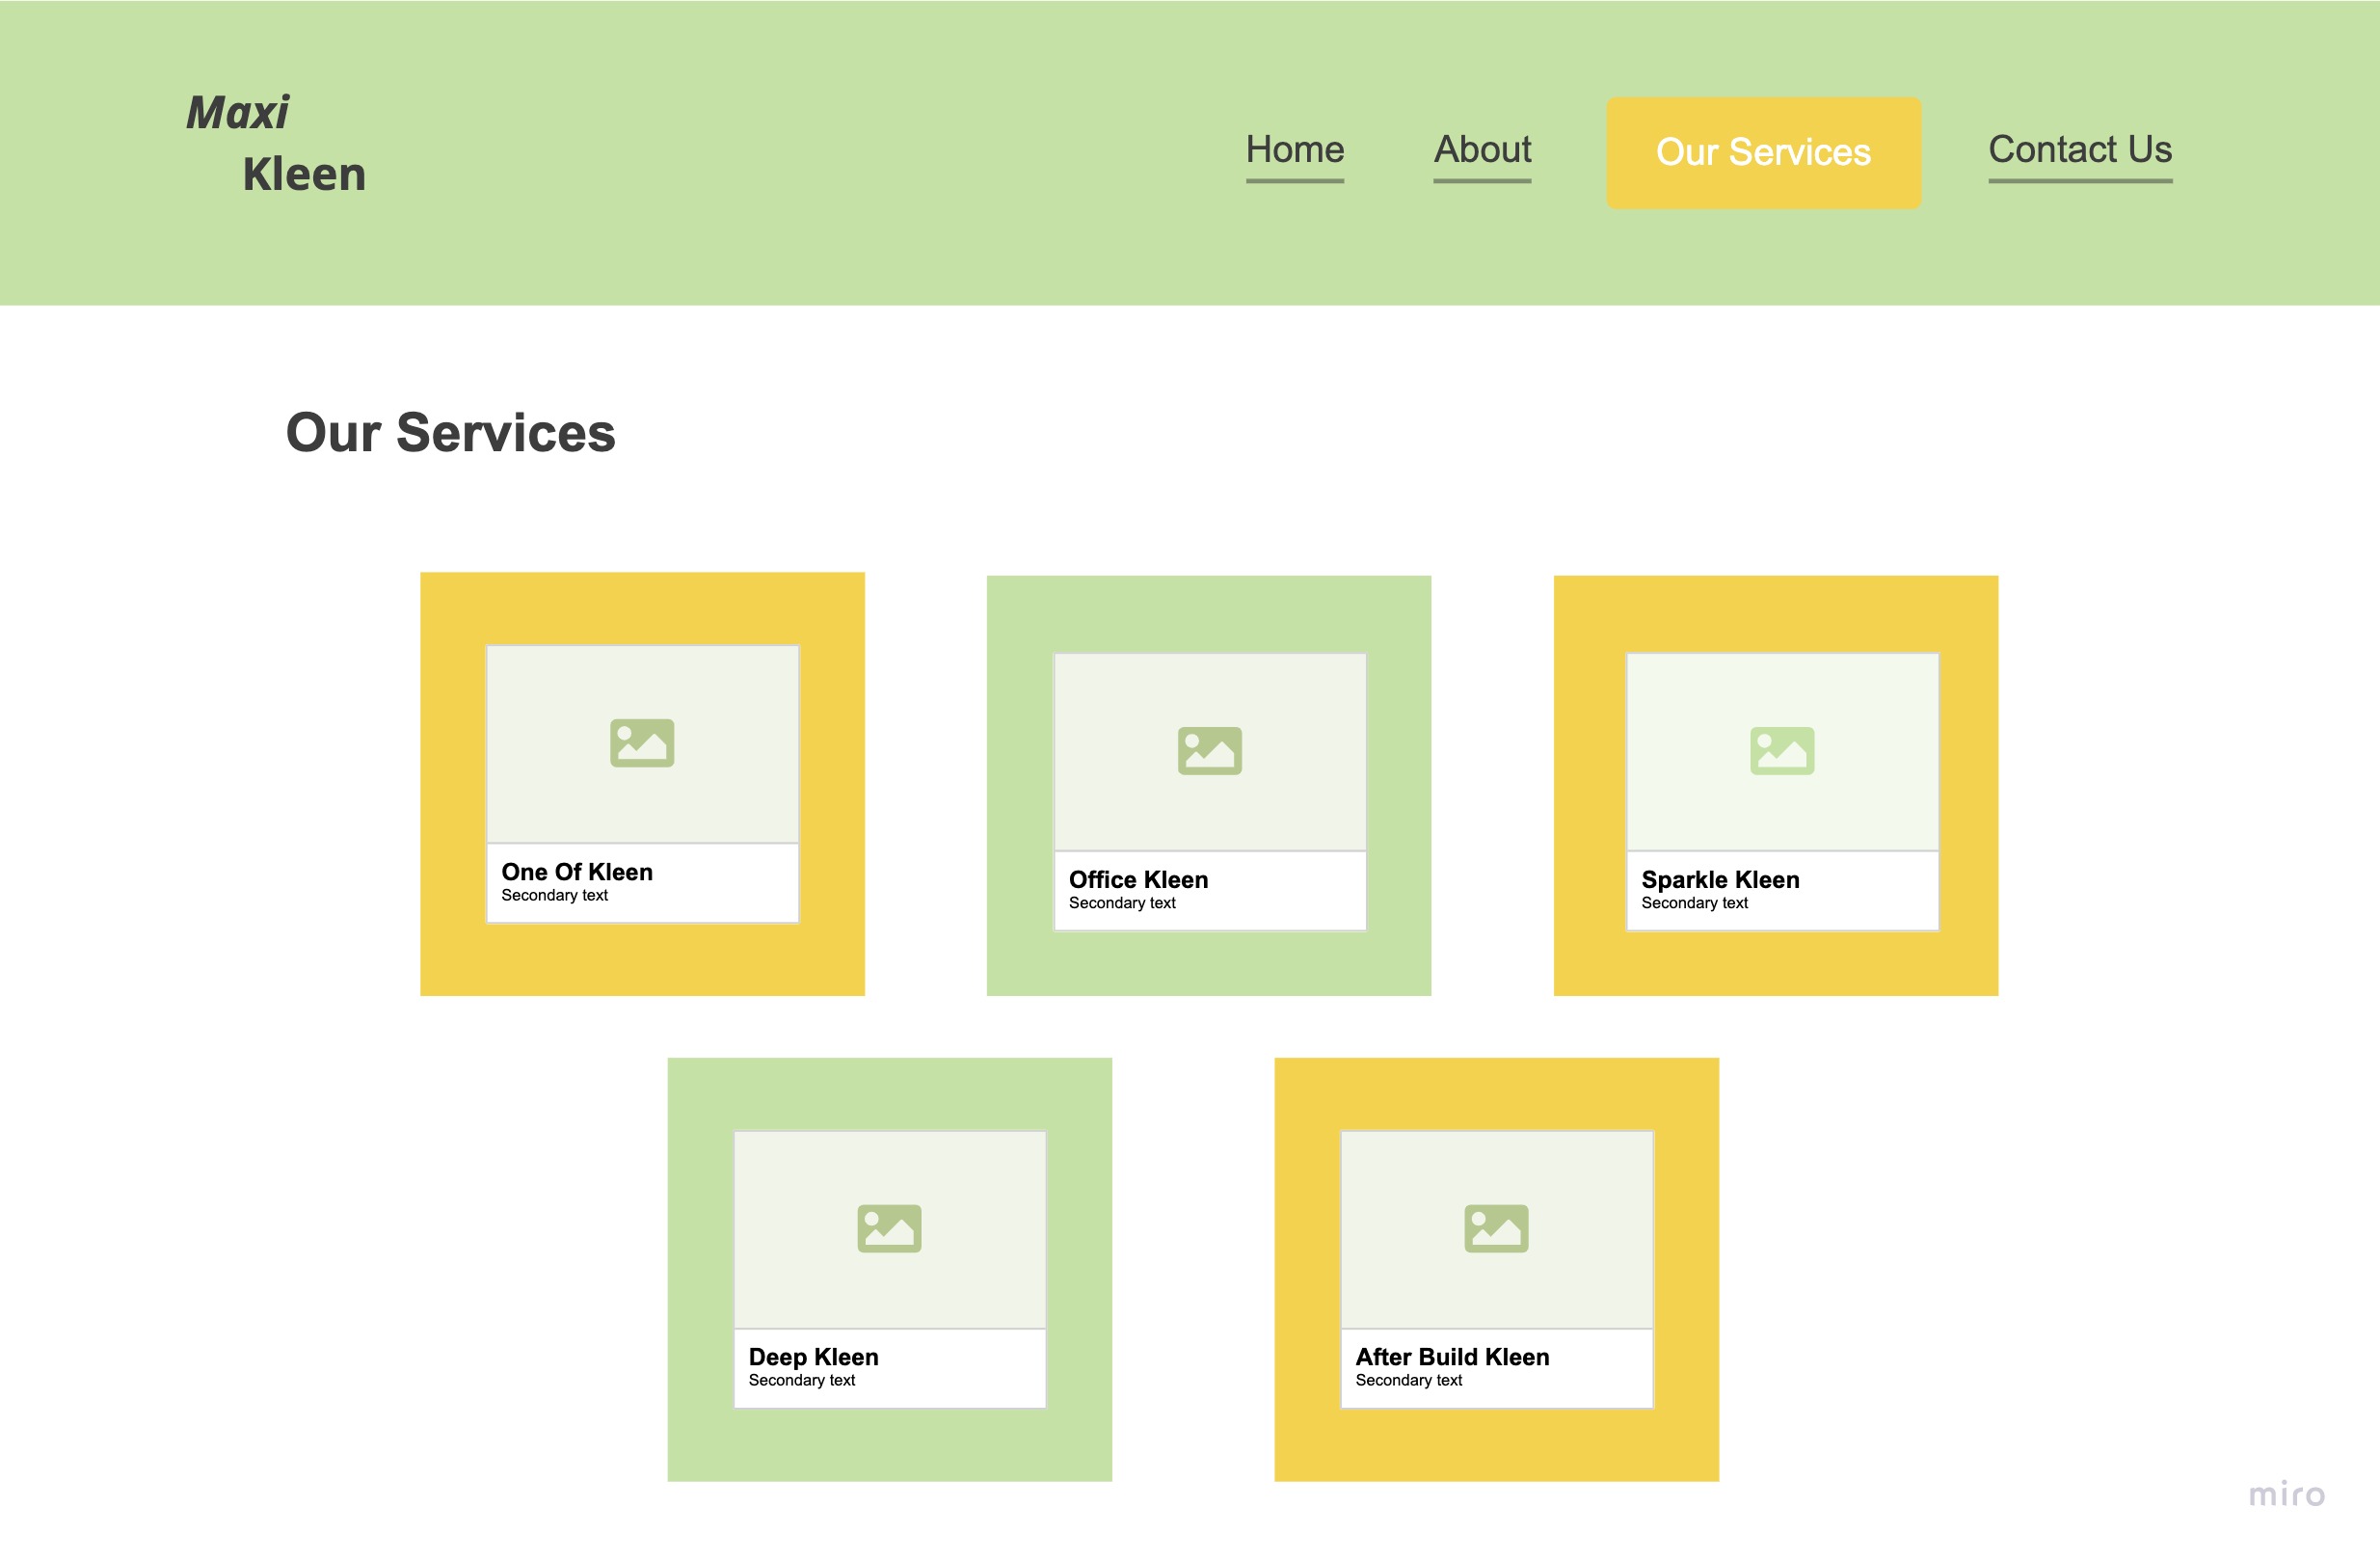 Maxi
Kleen
Home About Our Services Contact Us
Our Services
One Of Kleen
Secondary text
Office Kleen
Secondary text
Sparkle Kleen
Secondary text
Deep Kleen
Secondary text
After Build Kleen
Secondary text
miro